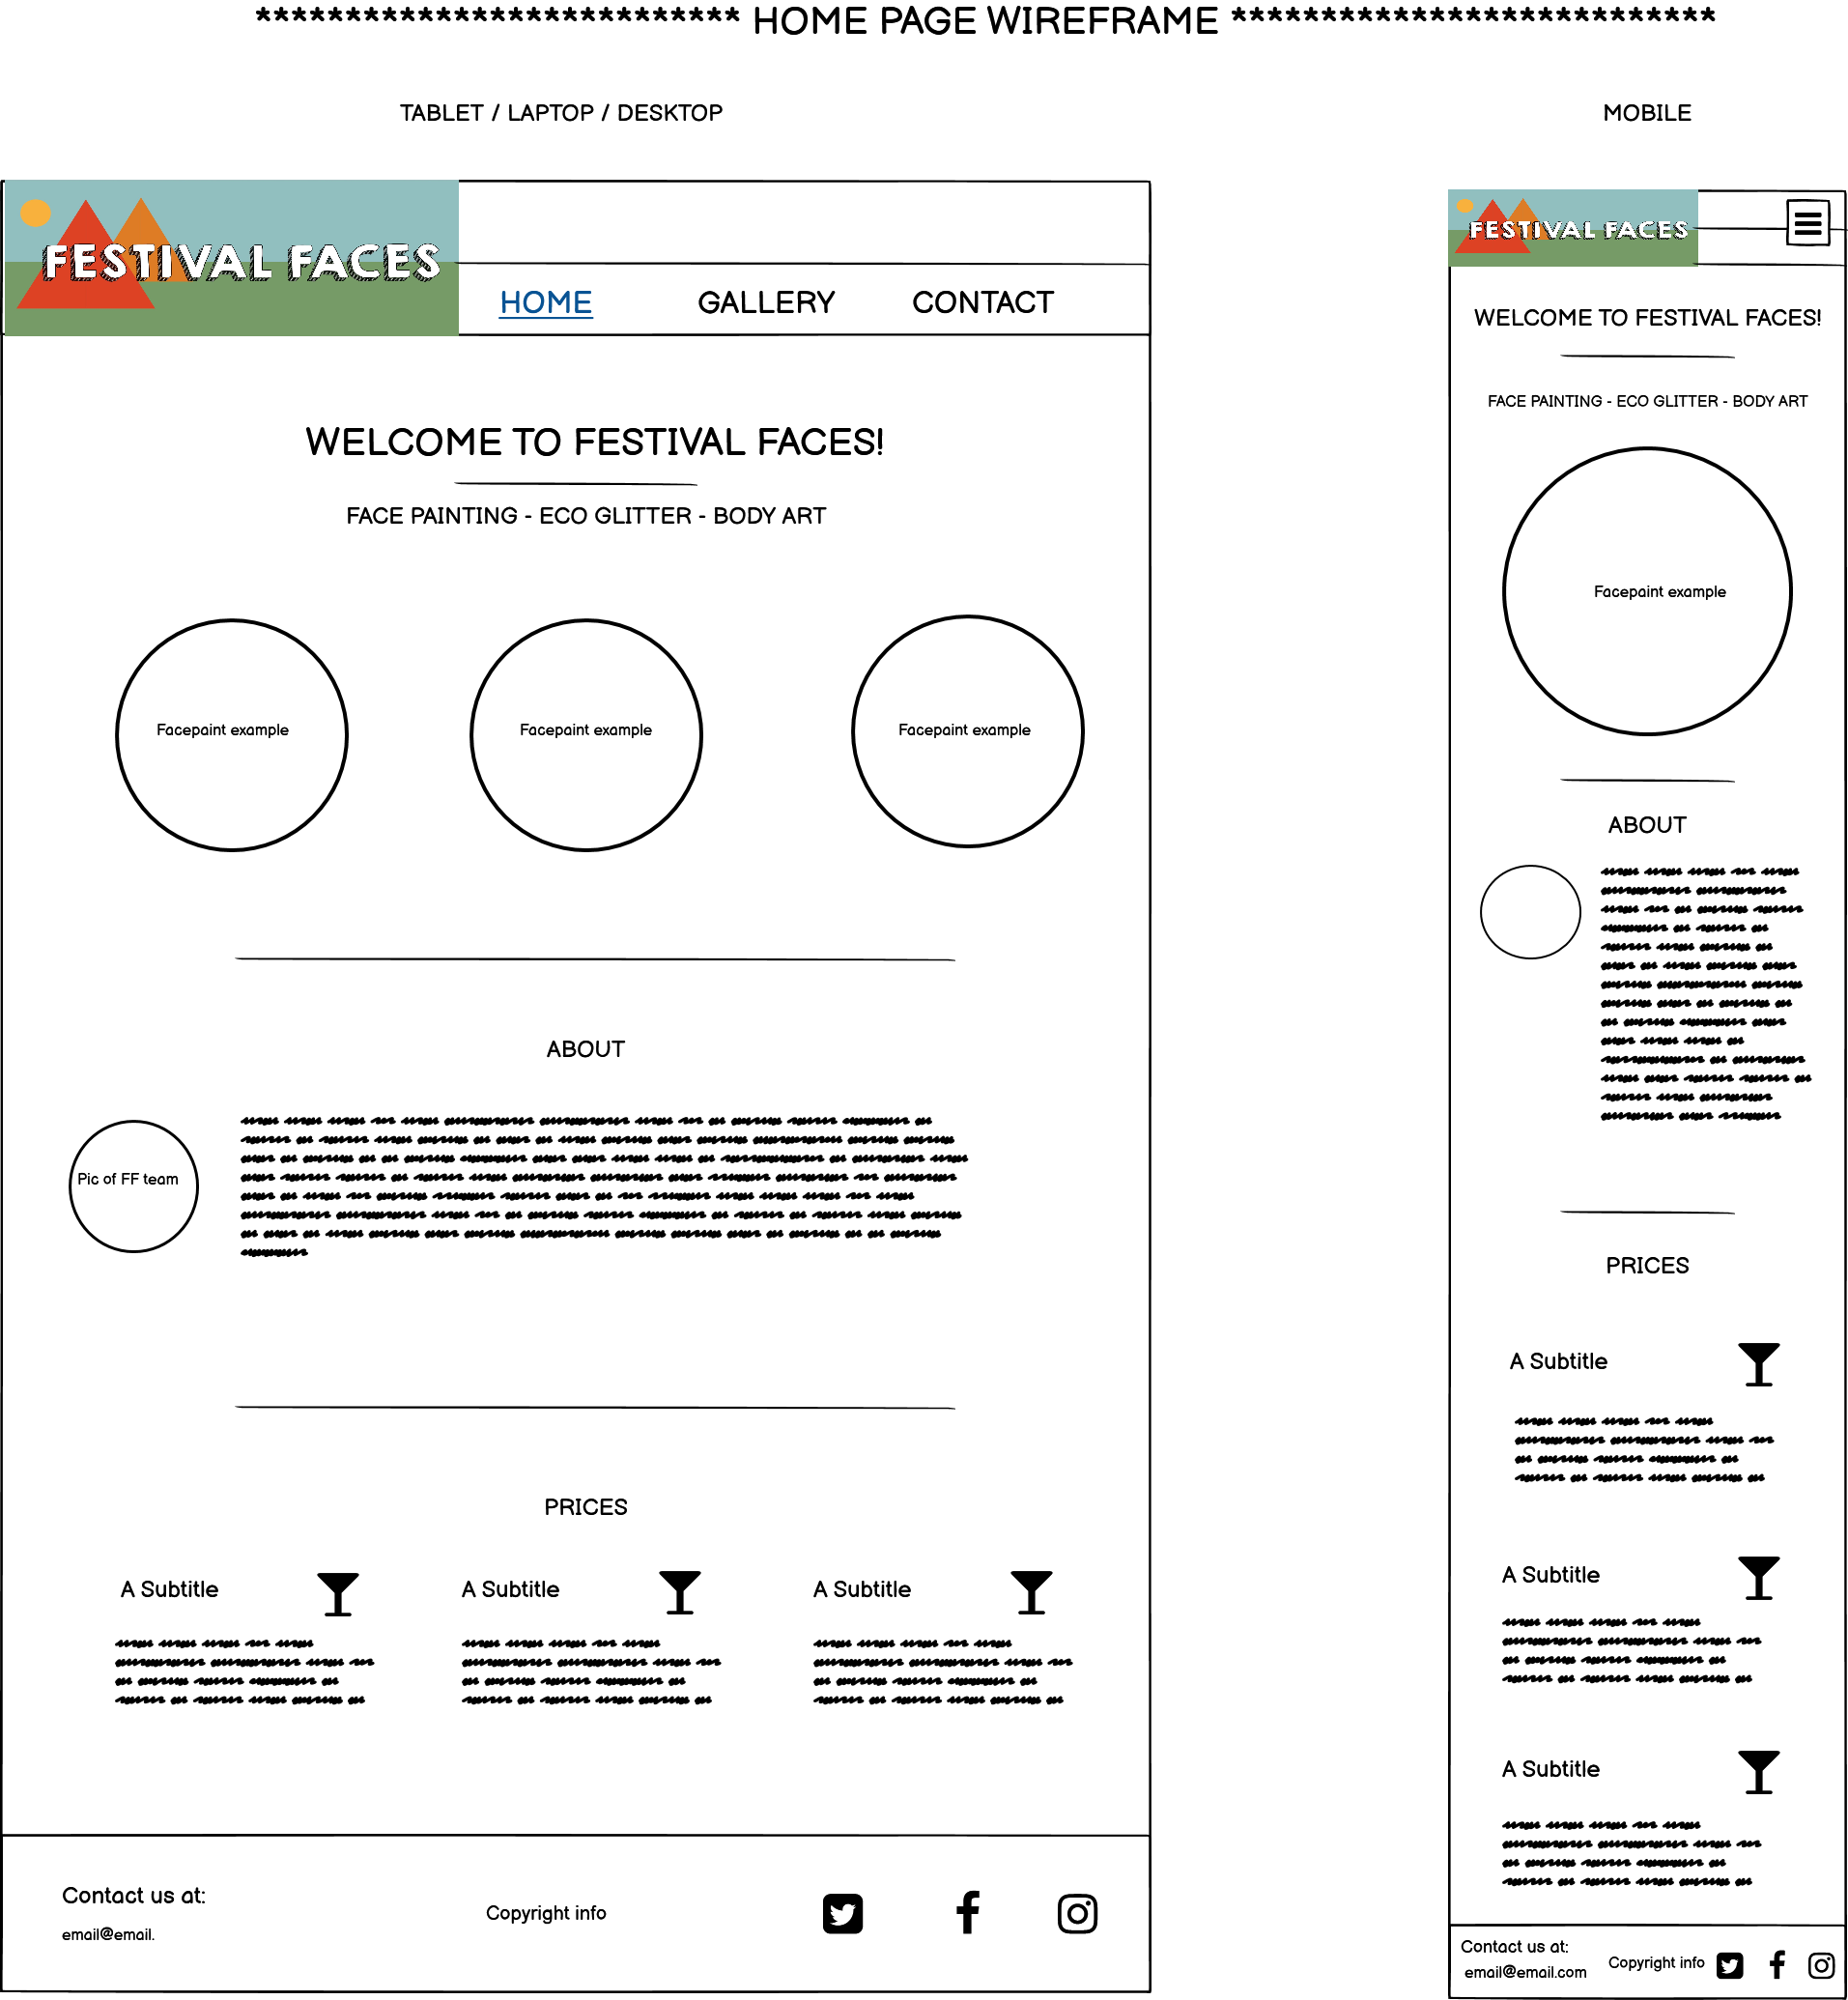 *************************** HOME PAGE WIREFRAME ***************************
TABLET / LAPTOP / DESKTOP
FESTIVAL FACES
HOME GALLERY CONTACT
WELCOME TO FESTIVAL FACES!
FACE PAINTING - ECO GLITTER - BODY ART
Facepaint example Facepaint example Facepaint example
ABOUT
Pic of FF team
PRICES
A Subtitle A Subtitle A Subtitle
Contact us at:
email@email.
Copyright info
MOBILE
FESTIVAL FACES
WELCOME TO FESTIVAL FACES!
FACE PAINTING - ECO GLITTER - BODY ART
Facepaint example
ABOUT
PRICES
A Subtitle
A Subtitle
A Subtitle
Contact us at:
email@email.com
Copyright info